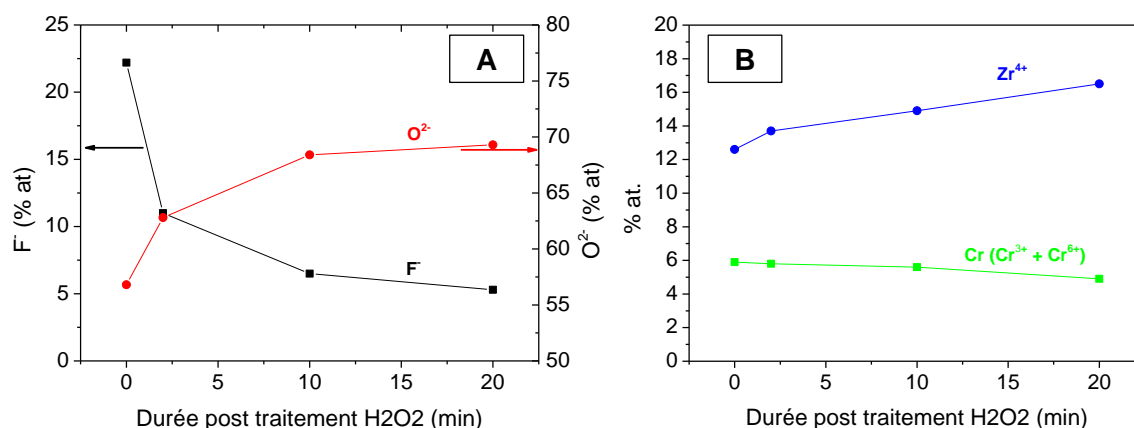 A
25
20
15
10
5
0
F⁻ (% at)
80
75
70
65
60
55
50
O²⁻ (% at)
O²⁻
F⁻
0 5 10 15 20
Durée post traitement H2O2 (min)
B
18
16
14
12
10
8
6
4
2
0
% at.
Zr⁴⁺
Cr (Cr³⁺ + Cr⁶⁺)
0 5 10 15 20
Durée post traitement H2O2 (min)